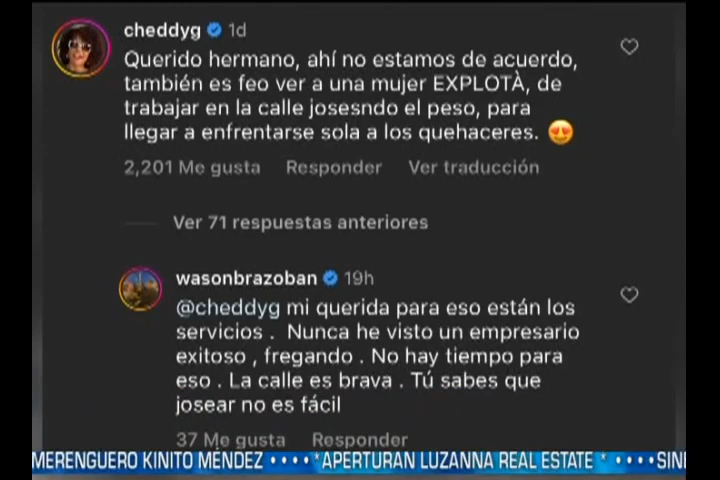 cheddyg 1d
Querido hermano, ahí no estamos de acuerdo,
también es feo ver a una mujer EXPLOTÀ, de
trabajar en la calle josesndo el peso, para
llegar a enfrentarse sola a los quehaceres. 😍
2,201 Me gusta Responder Ver traducción
Ver 71 respuestas anteriores
wasonbrazoban 19h
@cheddyg mi querida para eso están los
servicios . Nunca he visto un empresario
exitoso , fregando . No hay tiempo para
eso . La calle es brava . Tú sabes que
josear no es fácil
37 Me gusta Responder
MERENGUERO KINITO MÉNDEZ • • • • *APERTURAN LUZANNA REAL ESTATE * • • • • SIN